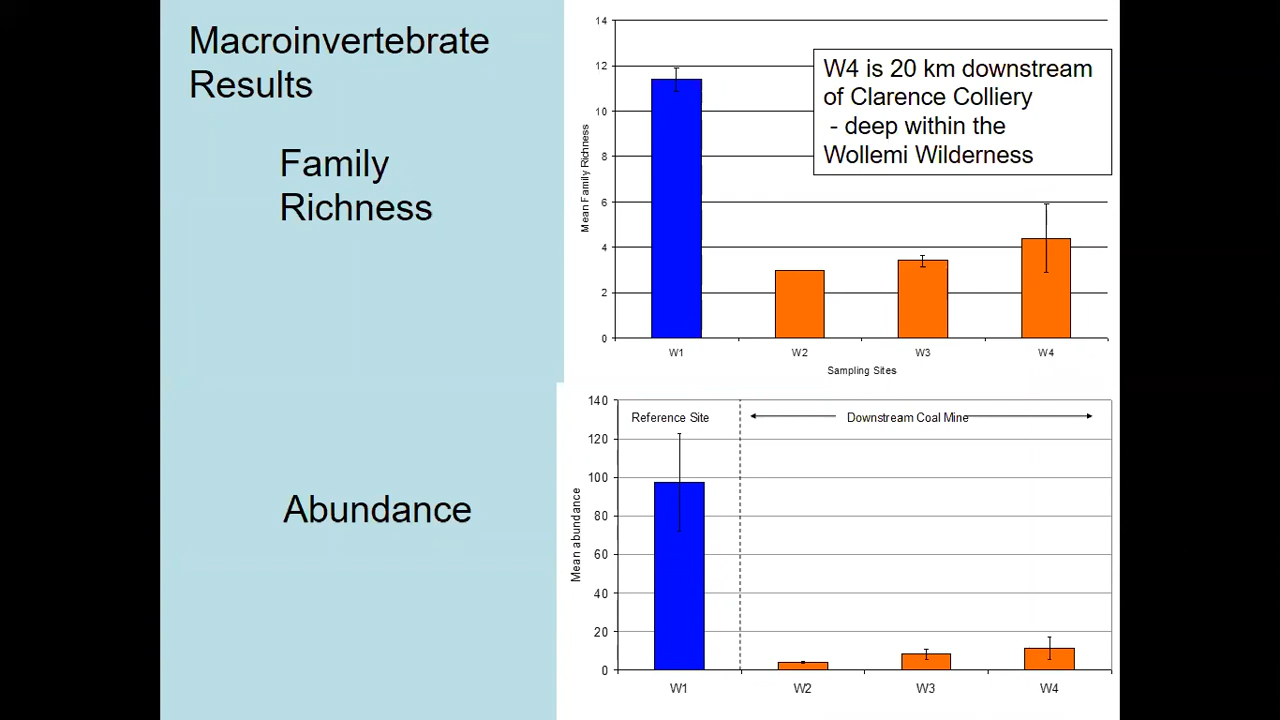 Macroinvertebrate
Results
Family
Richness
Abundance
14
12
10
8
6
4
2
0
Mean Family Richness
W4 is 20 km downstream
of Clarence Colliery
- deep within the
Wollemi Wilderness
W1 W2 W3 W4
Sampling Sites
140
120
100
80
60
40
20
0
Mean abundance
Reference Site
Downstream Coal Mine
W1 W2 W3 W4